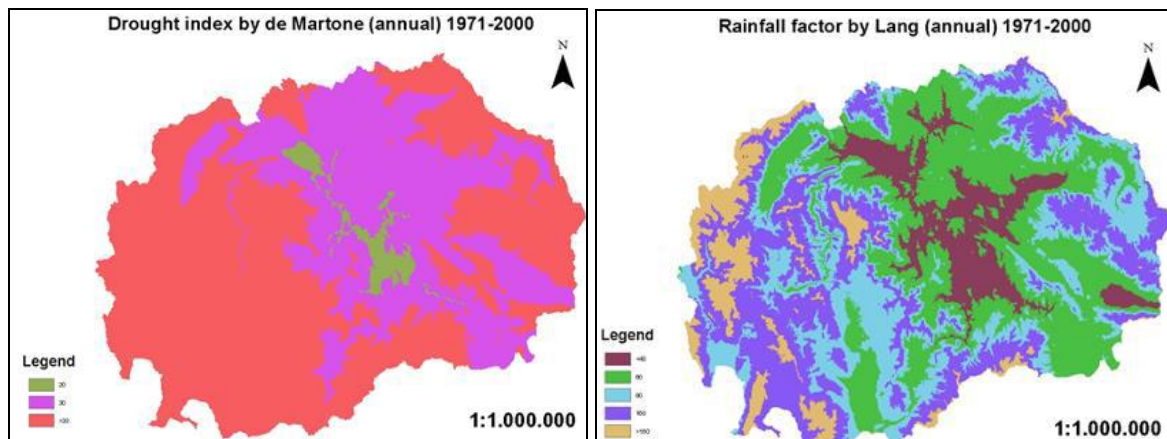 Drought index by de Martone (annual) 1971-2000
N
Legend
20
30
1:1.000.000
Rainfall factor by Lang (annual) 1971-2000
N
Legend
60
1:1.000.000